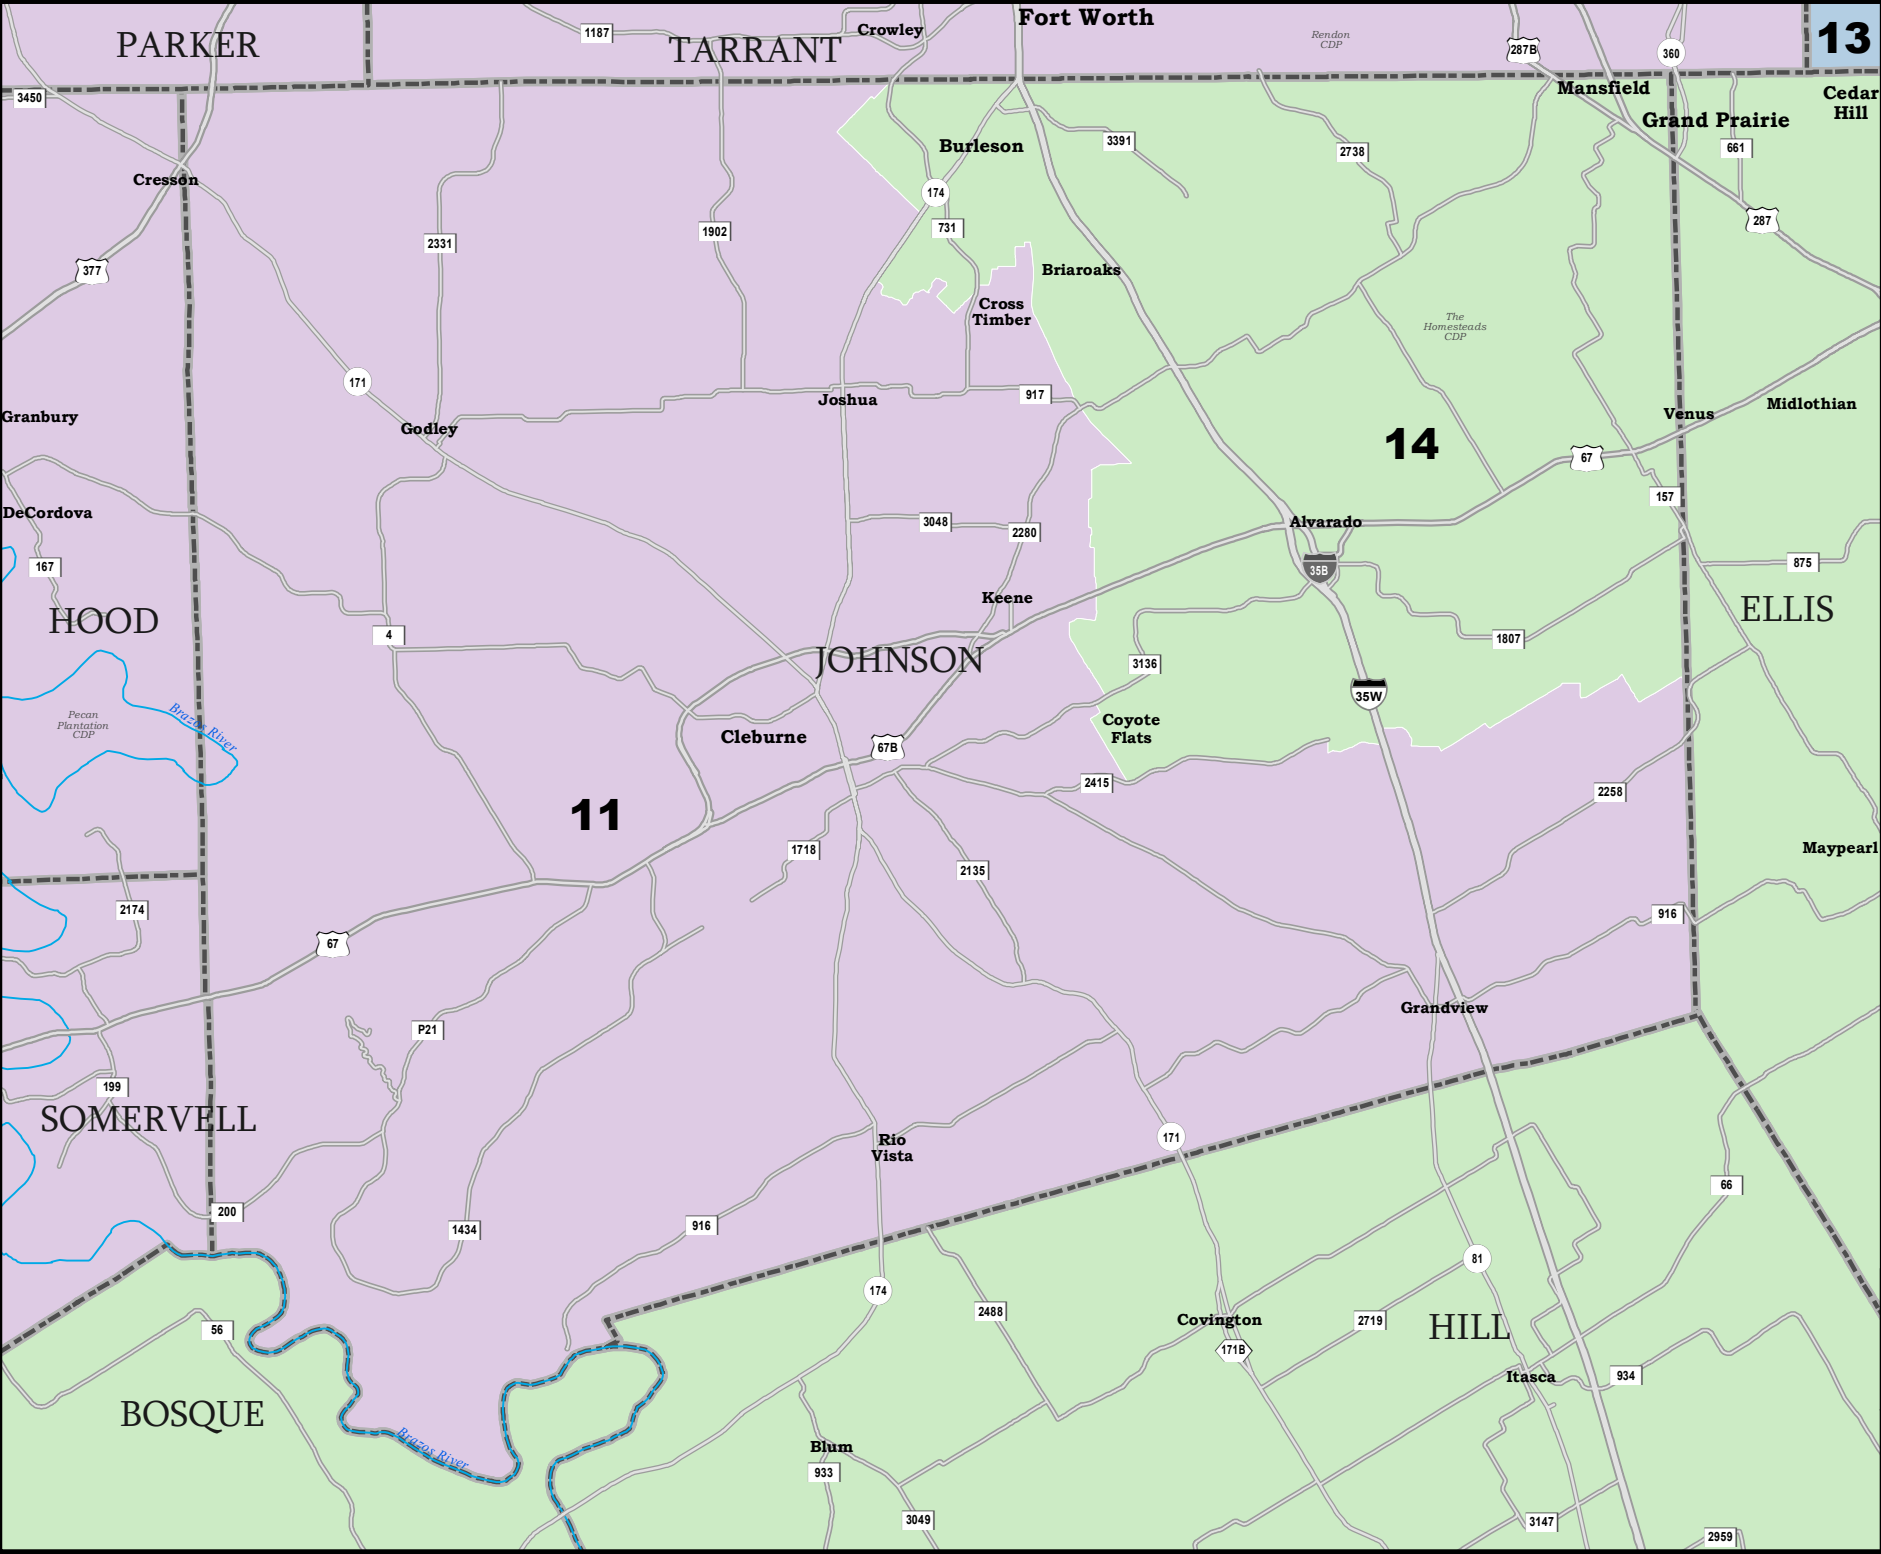 Fort Worth
Crowley
1187
PARKER
TARRANT
Rendon
CDP
287B
360
13
3450
Mansfield
Cedar
Hill
Grand Prairie
Burleson
3391
2738
661
Cresson
174
731
1902
2331
287
377
Briaroaks
Cross
Timber
The
Homesteads
CDP
171
917
Joshua
Granbury
Godley
Venus
Midlothian
14
67
157
DeCordova
3048
2280
Alvarado
167
35B
875
Keene
HOOD
4
JOHNSON
ELLIS
1807
3136
35W
Pecan
Plantation
CDP
Brazos River
Coyote
Flats
Cleburne
67B
2415
2258
11
1718
2135
Maypearl
2174
67
916
P21
Grandview
199
SOMERVELL
171
Rio
Vista
66
200
916
1434
81
174
2488
Covington
2719
HILL
56
171B
Itasca
934
BOSQUE
Brazos River
Blum
933
3049
3147
2959